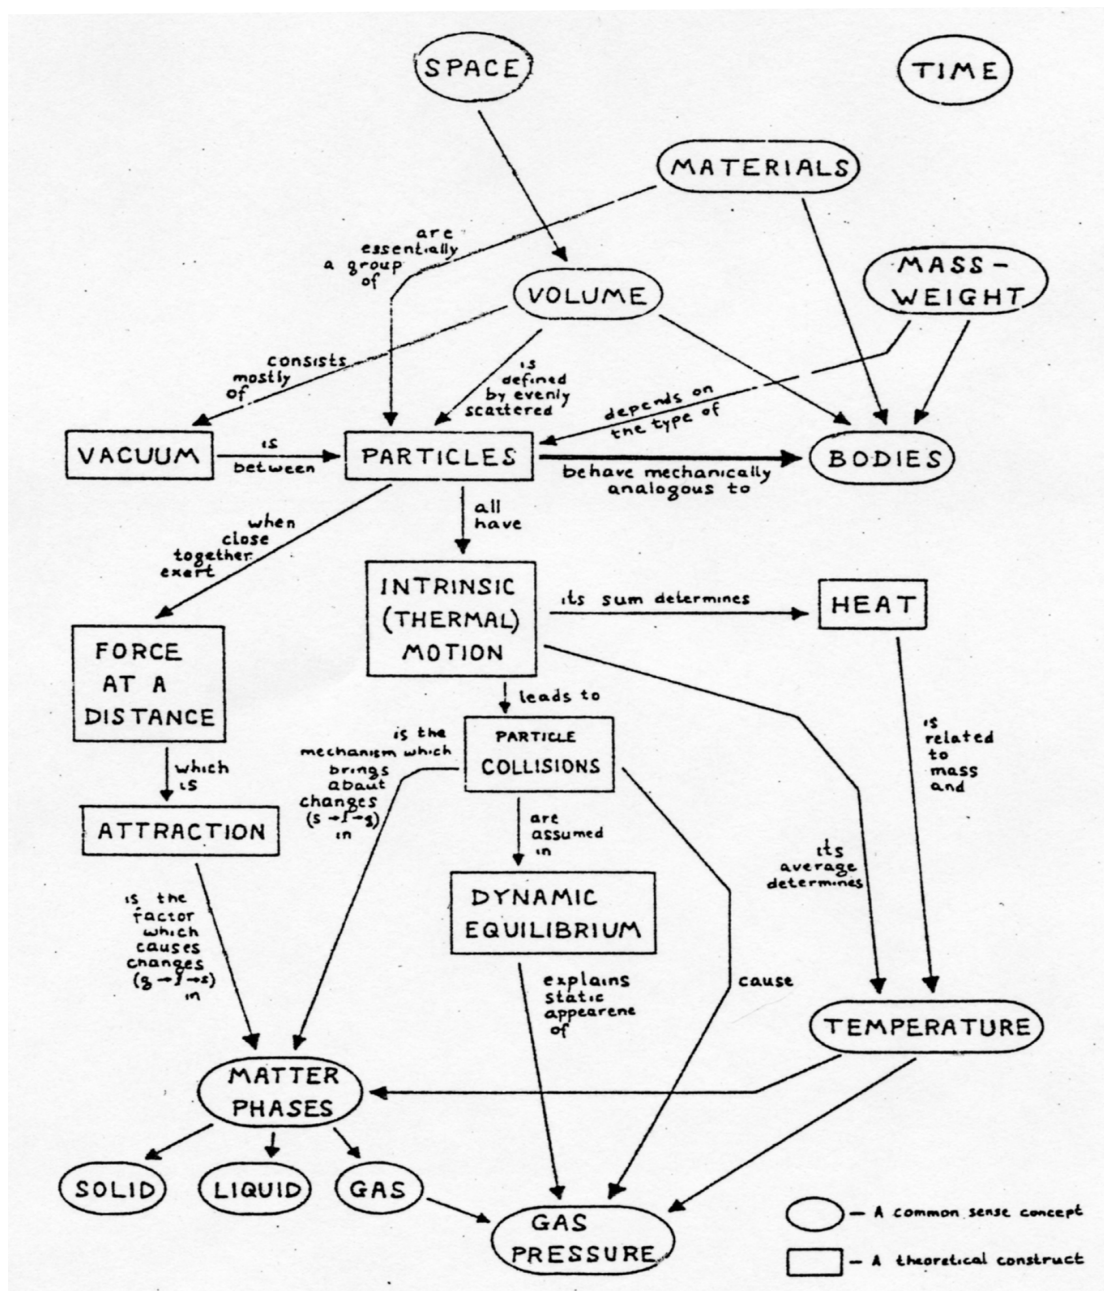 SPACE
TIME
MATERIALS
are
essentially
a group
of
MASS-
WEIGHT
VOLUME
consists
mostly
of
is
defined
by evenly
scattered
depends on
the type of
VACUUM
is
between
PARTICLES
behave mechanically
analogous to
BODIES
when
close
together
exert
all
have
INTRINSIC
(THERMAL)
MOTION
its sum determines
HEAT
FORCE
AT A
DISTANCE
leads to
is the
mechanism which
brings
about
changes
(s→l→g)
in
PARTICLE
COLLISIONS
is
related
to
mass
and
which
is
ATTRACTION
are
assumed
in
its
average
determines
is the
factor
which
causes
changes
(g→l→s)
in
DYNAMIC
EQUILIBRIUM
explains
static
appearene
of
cause
TEMPERATURE
MATTER
PHASES
SOLID
LIQUID
GAS
GAS
PRESSURE
- A common sense concept
- A theoretical construct